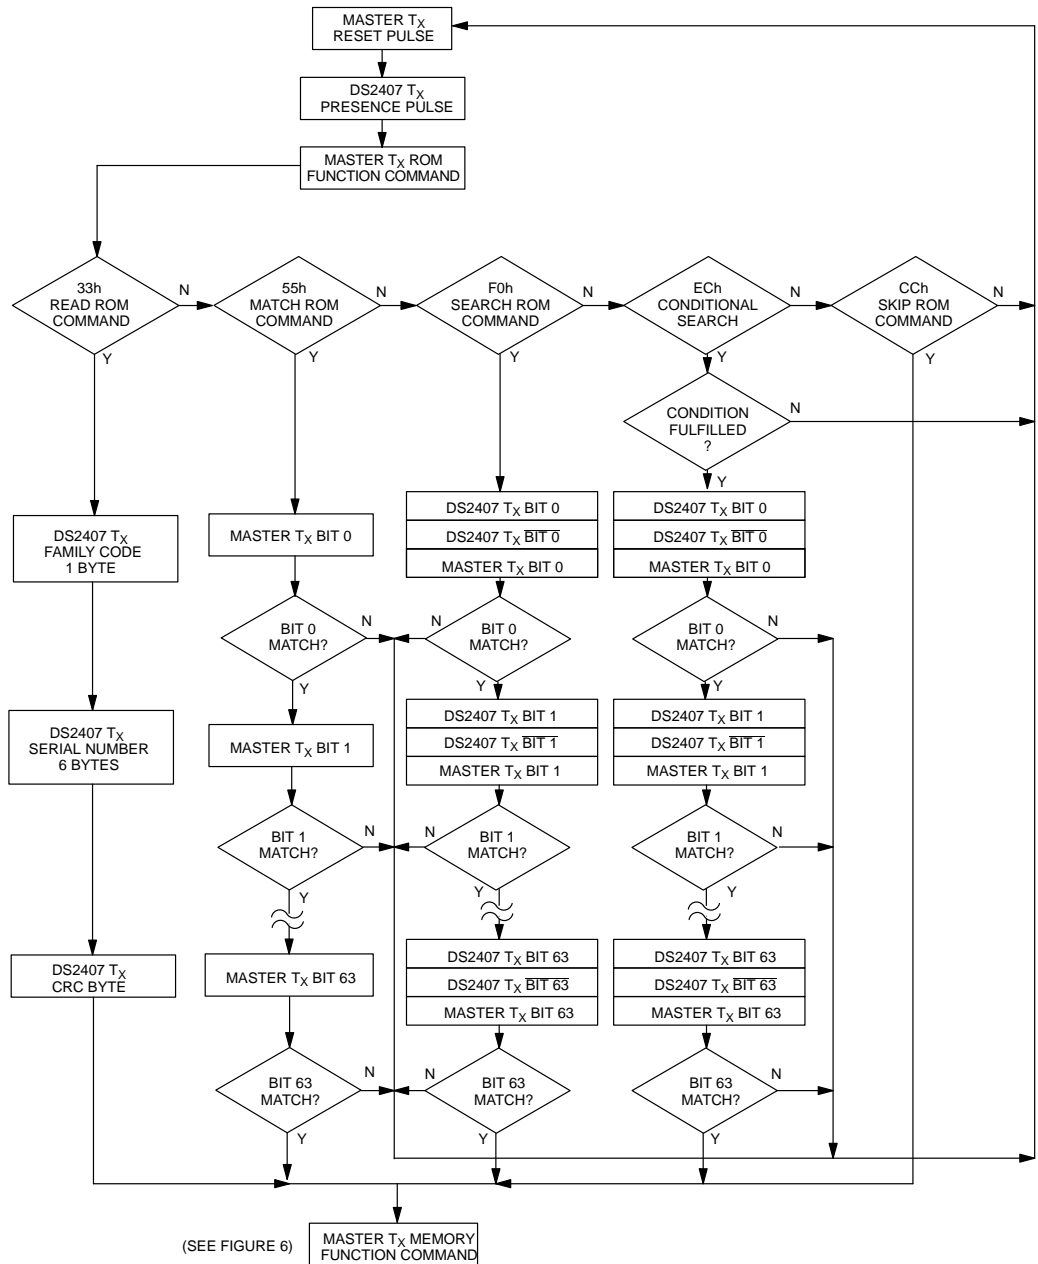 MASTER TX
RESET PULSE
DS2407 TX
PRESENCE PULSE
MASTER TX ROM
FUNCTION COMMAND
33h
READ ROM
COMMAND
N
Y
55h
MATCH ROM
COMMAND
N
Y
F0h
SEARCH ROM
COMMAND
N
Y
ECh
CONDITIONAL
SEARCH
N
Y
CCh
SKIP ROM
COMMAND
N
Y
CONDITION
FULFILLED
?
N
Y
DS2407 TX
FAMILY CODE
1 BYTE
DS2407 TX
SERIAL NUMBER
6 BYTES
DS2407 TX
CRC BYTE
MASTER TX BIT 0
BIT 0
MATCH?
N
Y
MASTER TX BIT 1
BIT 1
MATCH?
N
Y
MASTER TX BIT 63
BIT 63
MATCH?
N
Y
DS2407 TX BIT 0
DS2407 TX B̅I̅T̅ ̅0̅
MASTER TX BIT 0
BIT 0
MATCH?
N
Y
DS2407 TX BIT 1
DS2407 TX B̅I̅T̅ ̅1̅
MASTER TX BIT 1
BIT 1
MATCH?
N
Y
DS2407 TX BIT 63
DS2407 TX B̅I̅T̅ ̅6̅3̅
MASTER TX BIT 63
BIT 63
MATCH?
N
Y
DS2407 TX BIT 0
DS2407 TX B̅I̅T̅ ̅0̅
MASTER TX BIT 0
BIT 0
MATCH?
N
Y
DS2407 TX BIT 1
DS2407 TX B̅I̅T̅ ̅1̅
MASTER TX BIT 1
BIT 1
MATCH?
N
Y
DS2407 TX BIT 63
DS2407 TX B̅I̅T̅ ̅6̅3̅
MASTER TX BIT 63
BIT 63
MATCH?
N
Y
(SEE FIGURE 6)
MASTER TX MEMORY
FUNCTION COMMAND